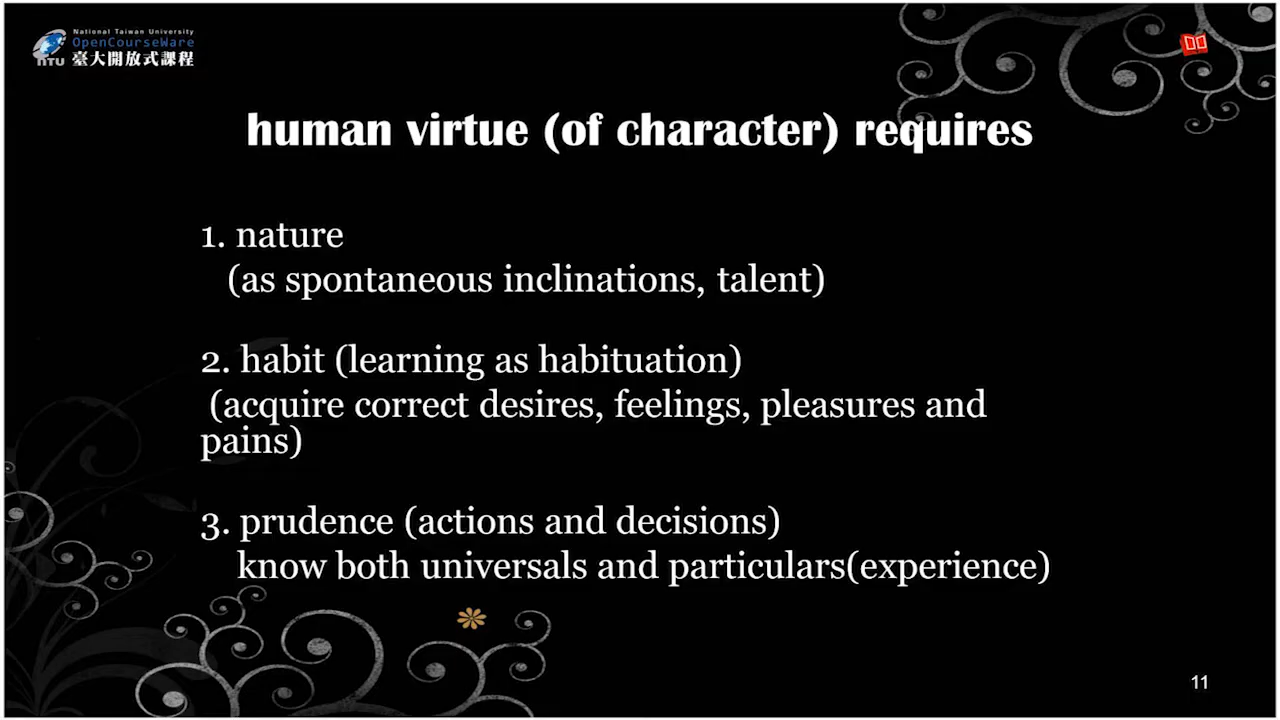 National Taiwan University
OpenCourseWare
NTU 臺大開放式課程
human virtue (of character) requires
1. nature
(as spontaneous inclinations, talent)
2. habit (learning as habituation)
(acquire correct desires, feelings, pleasures and
pains)
3. prudence (actions and decisions)
know both universals and particulars(experience)
11